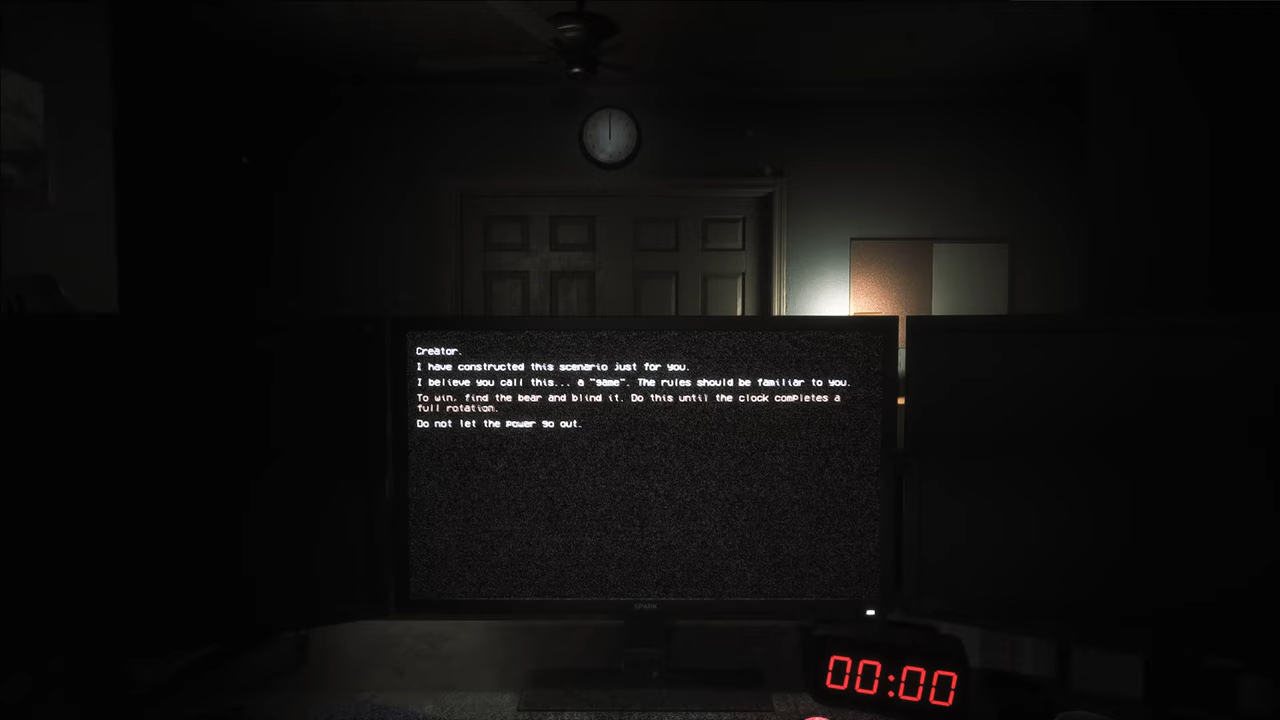 Creator.
I have constructed this scenario just for you.
I believe you call this... a "game". The rules should be familiar to you.
To win, find the bear and blind it. Do this until the clock completes a
full rotation.
Do not let the power go out.
SPARK
00:00